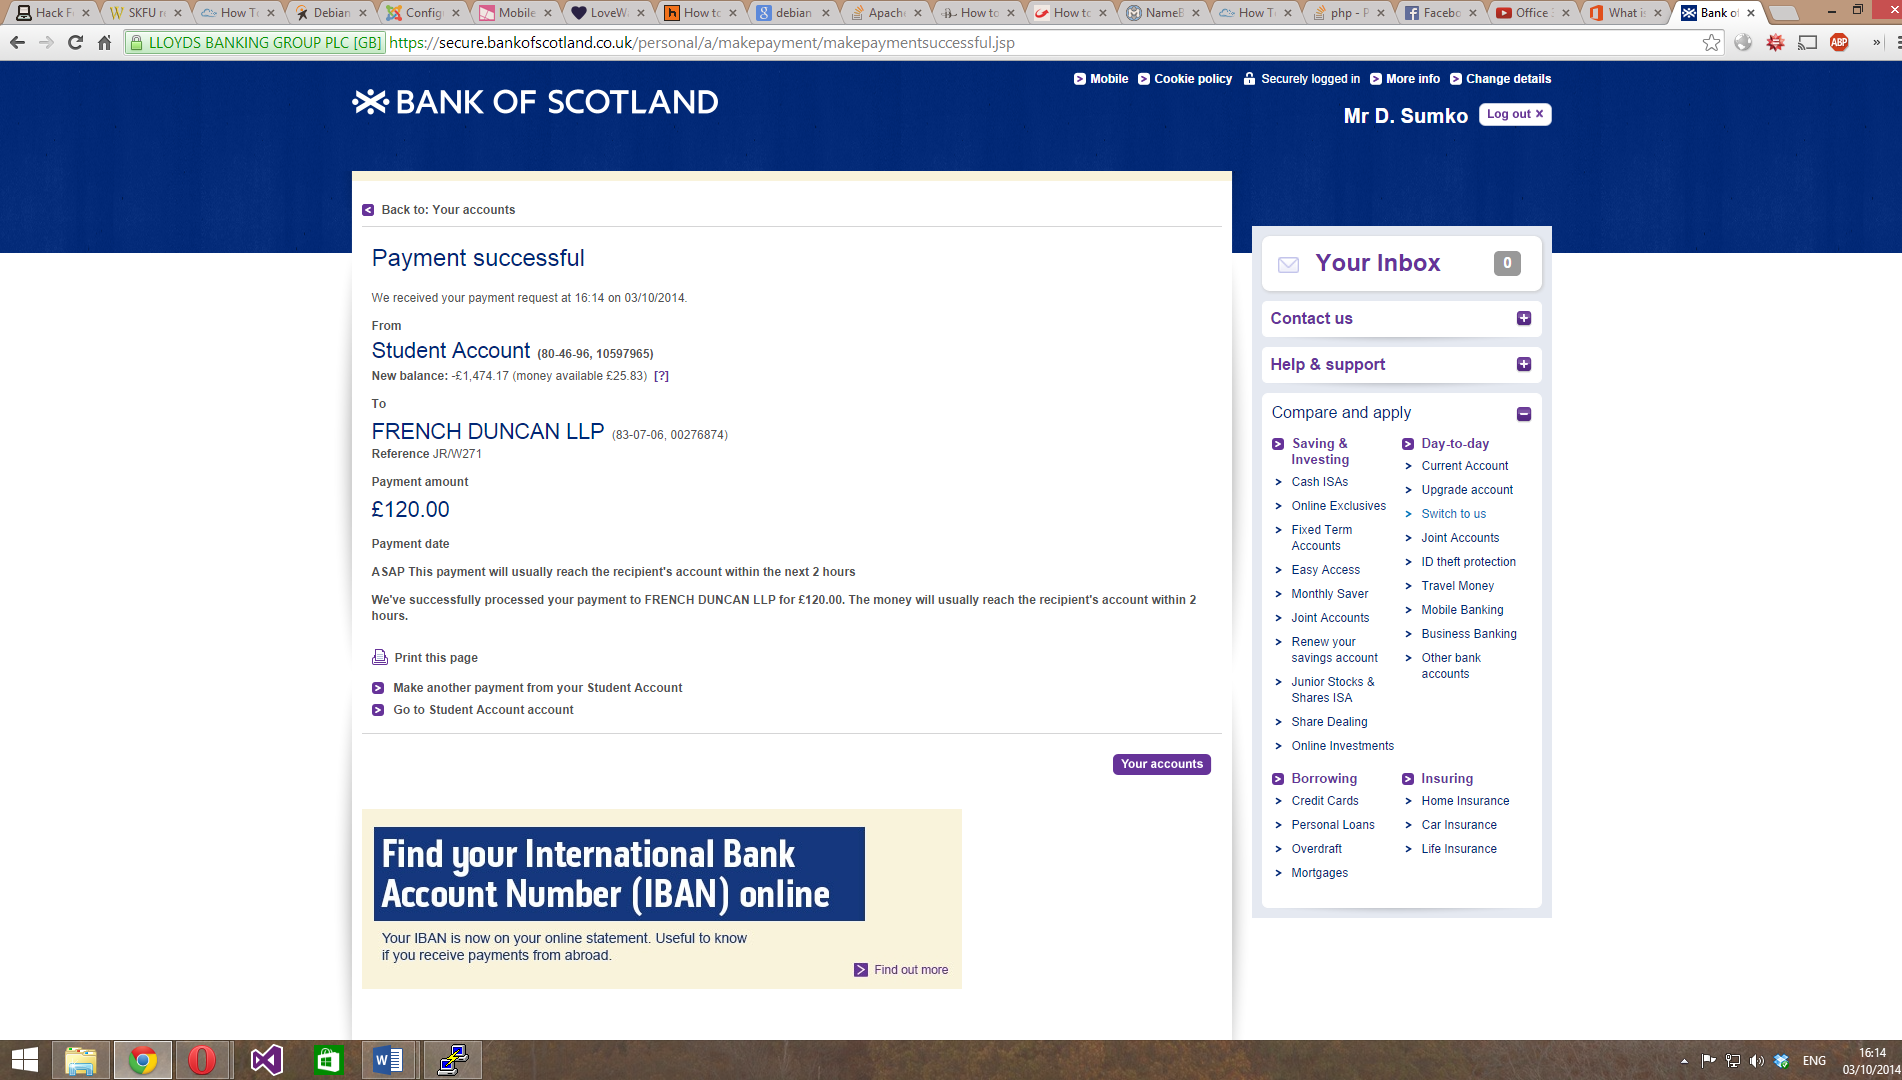 Hack F
SKFU r
How T
Debian
Config
Mobile
LoveW
How to
debian
Apach
How to
How to
NameB
How T
php - P
Facebo
Office
What i
Bank of
LLOYDS BANKING GROUP PLC [GB] https://secure.bankofscotland.co.uk/personal/a/makepayment/makepaymentsuccessful.jsp
ABP
»
Mobile Cookie policy Securely logged in More info Change details
BANK OF SCOTLAND
Mr D. Sumko Log out ×
Back to: Your accounts
Payment successful
We received your payment request at 16:14 on 03/10/2014.
From
Student Account (80-46-96, 10597965)
New balance: -£1,474.17 (money available £25.83) [?]
To
FRENCH DUNCAN LLP (83-07-06, 00276874)
Reference JR/W271
Payment amount
£120.00
Payment date
ASAP This payment will usually reach the recipient's account within the next 2 hours
We've successfully processed your payment to FRENCH DUNCAN LLP for £120.00. The money will usually reach the recipient's account within 2
hours.
Print this page
Make another payment from your Student Account
Go to Student Account account
Your accounts
Find your International Bank
Account Number (IBAN) online
Your IBAN is now on your online statement. Useful to know
if you receive payments from abroad.
Find out more
Your Inbox 0
Contact us
Help & support
Compare and apply
Saving &
Investing
Cash ISAs
Online Exclusives
Fixed Term
Accounts
Easy Access
Monthly Saver
Joint Accounts
Renew your
savings account
Junior Stocks &
Shares ISA
Share Dealing
Online Investments
Day-to-day
Current Account
Upgrade account
Switch to us
Joint Accounts
ID theft protection
Travel Money
Mobile Banking
Business Banking
Other bank
accounts
Borrowing
Credit Cards
Personal Loans
Overdraft
Mortgages
Insuring
Home Insurance
Car Insurance
Life Insurance
ENG
16:14
03/10/2014